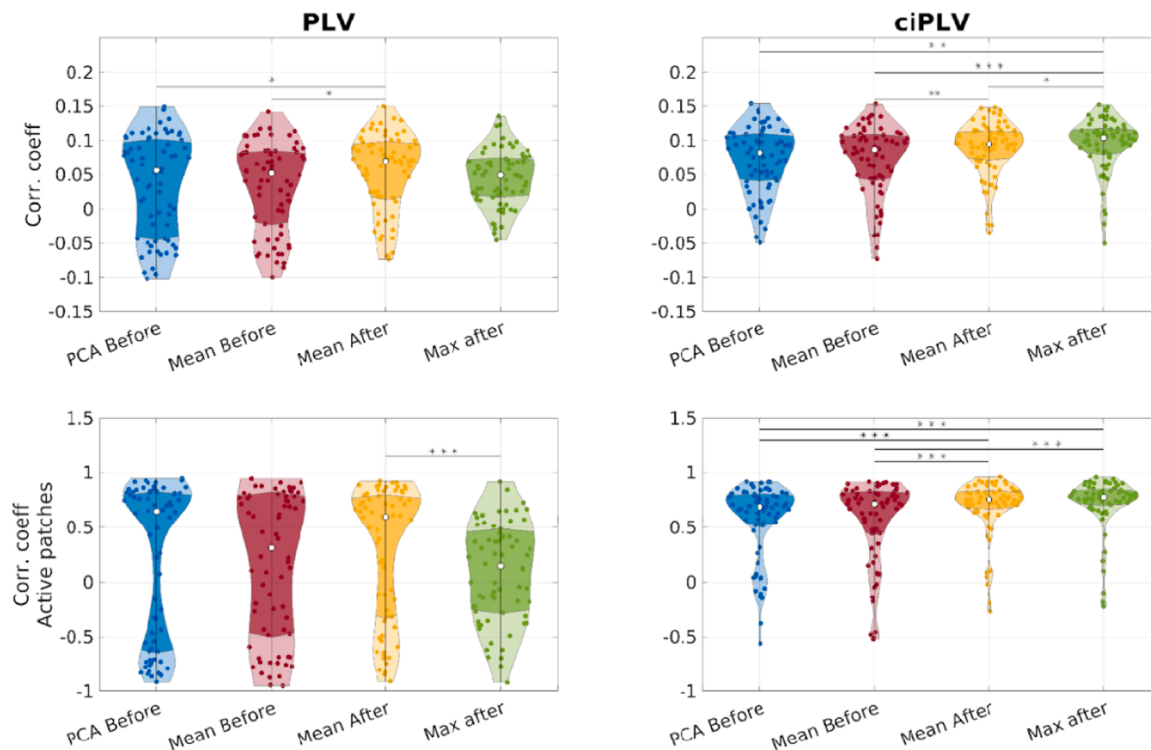 PLV
ciPLV
Corr. coeff
0.2
0.15
0.1
0.05
0
-0.05
-0.1
-0.15
*
*
PCA Before
Mean Before
Mean After
Max after
0.2
0.15
0.1
0.05
0
-0.05
-0.1
-0.15
**
***
*
**
PCA Before
Mean Before
Mean After
Max after
Corr. coeff
Active patches
1.5
1
0.5
0
-0.5
-1
***
PCA Before
Mean Before
Mean After
Max after
1.5
1
0.5
0
-0.5
-1
***
***
***
***
PCA Before
Mean Before
Mean After
Max after